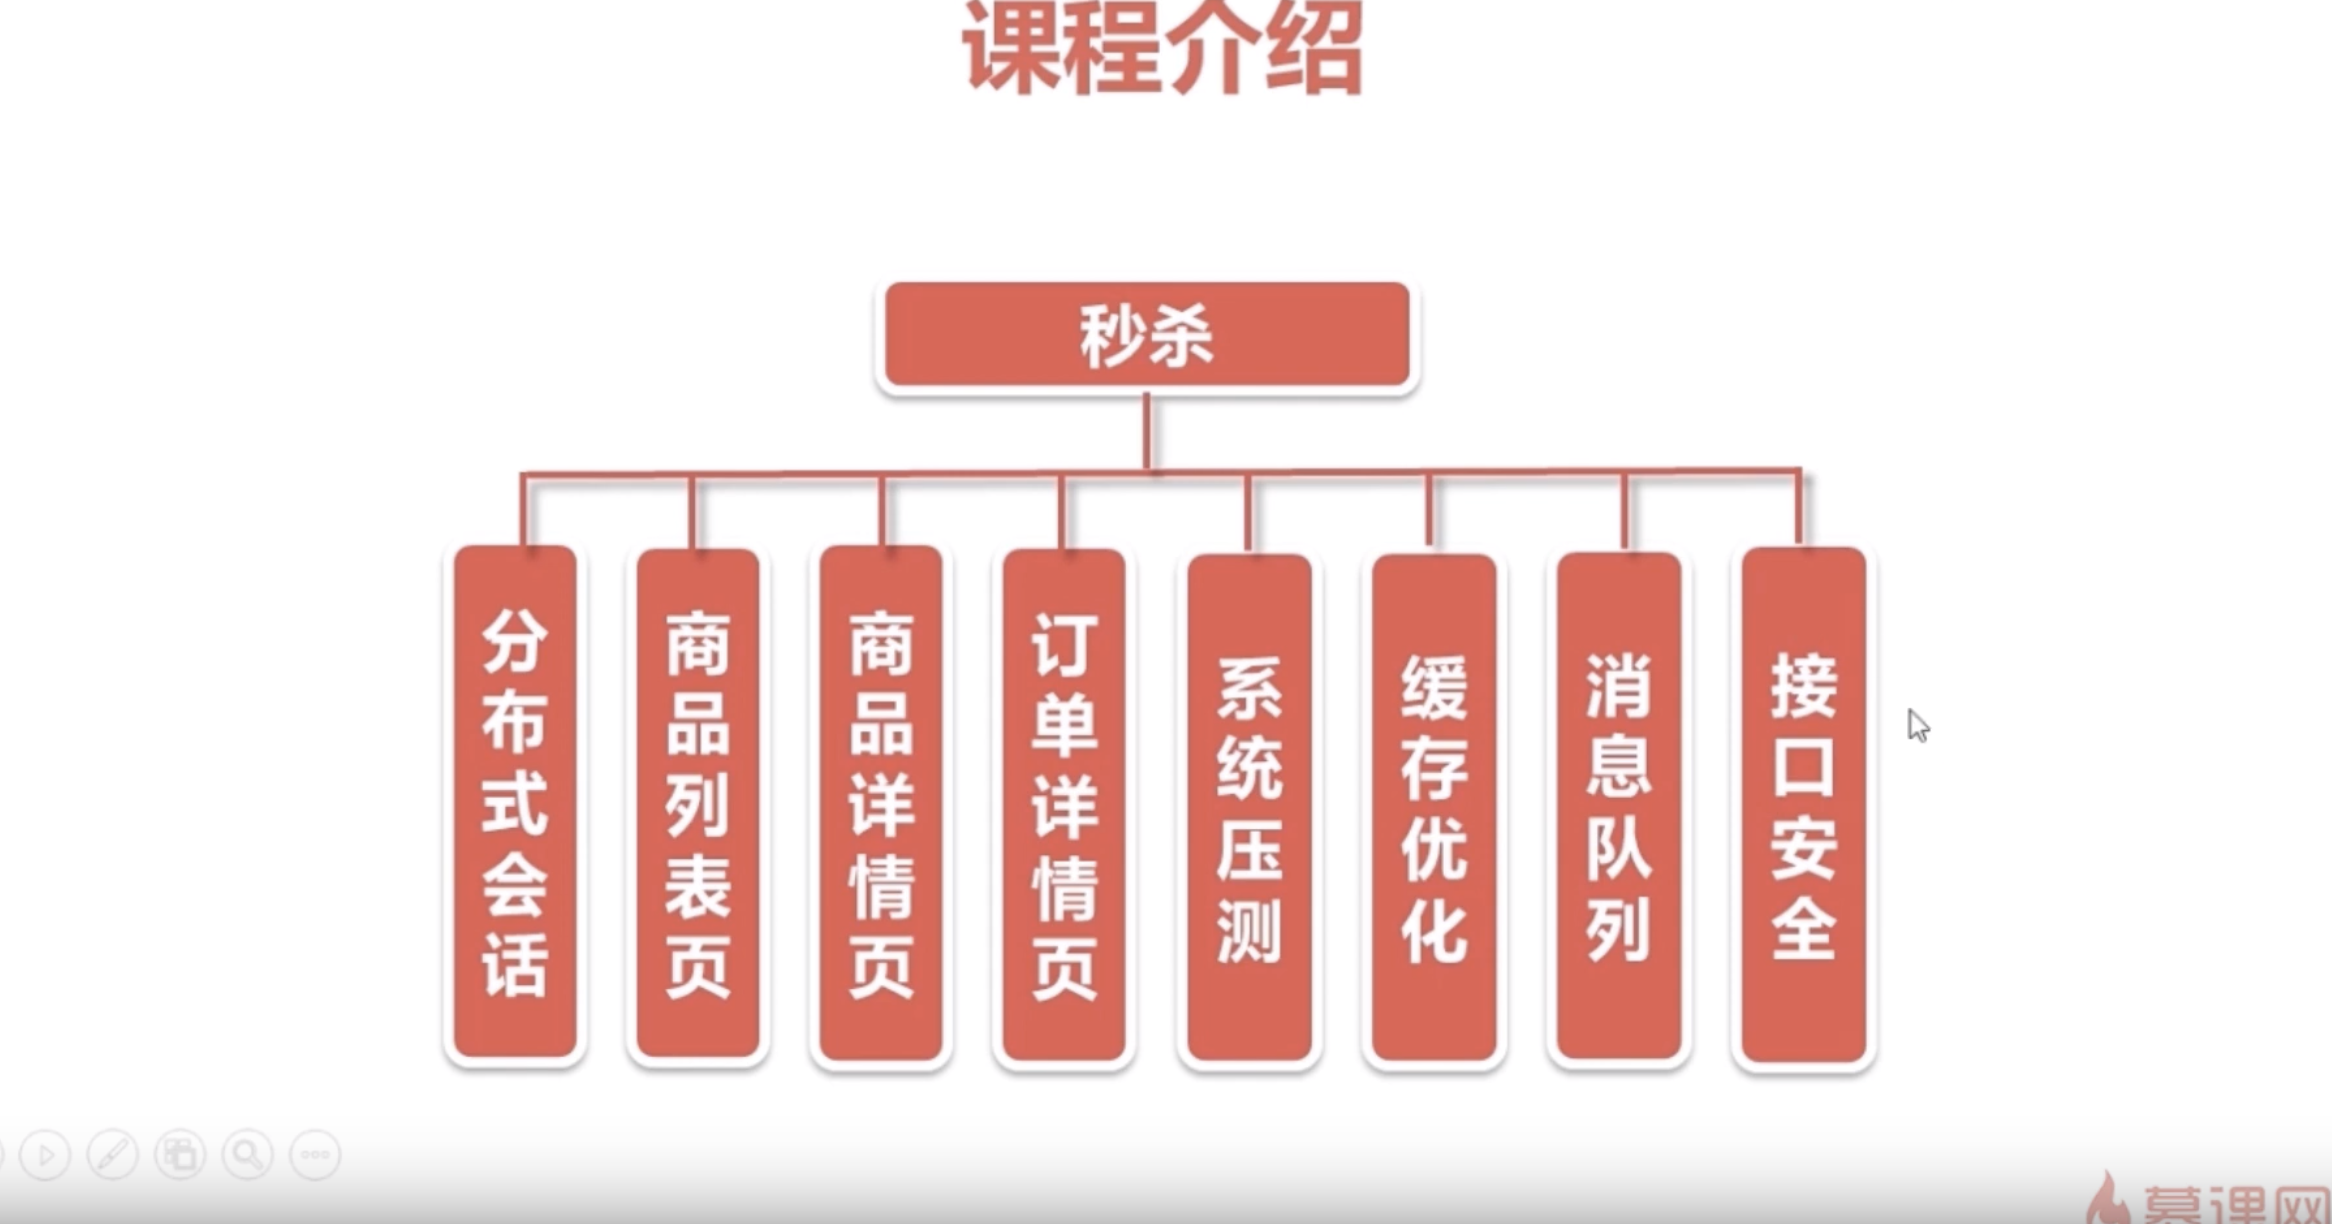 课程介绍
秒杀
分布式会话
商品列表页
商品详情页
订单详情页
系统压测
缓存优化
消息队列
接口安全
慕课网